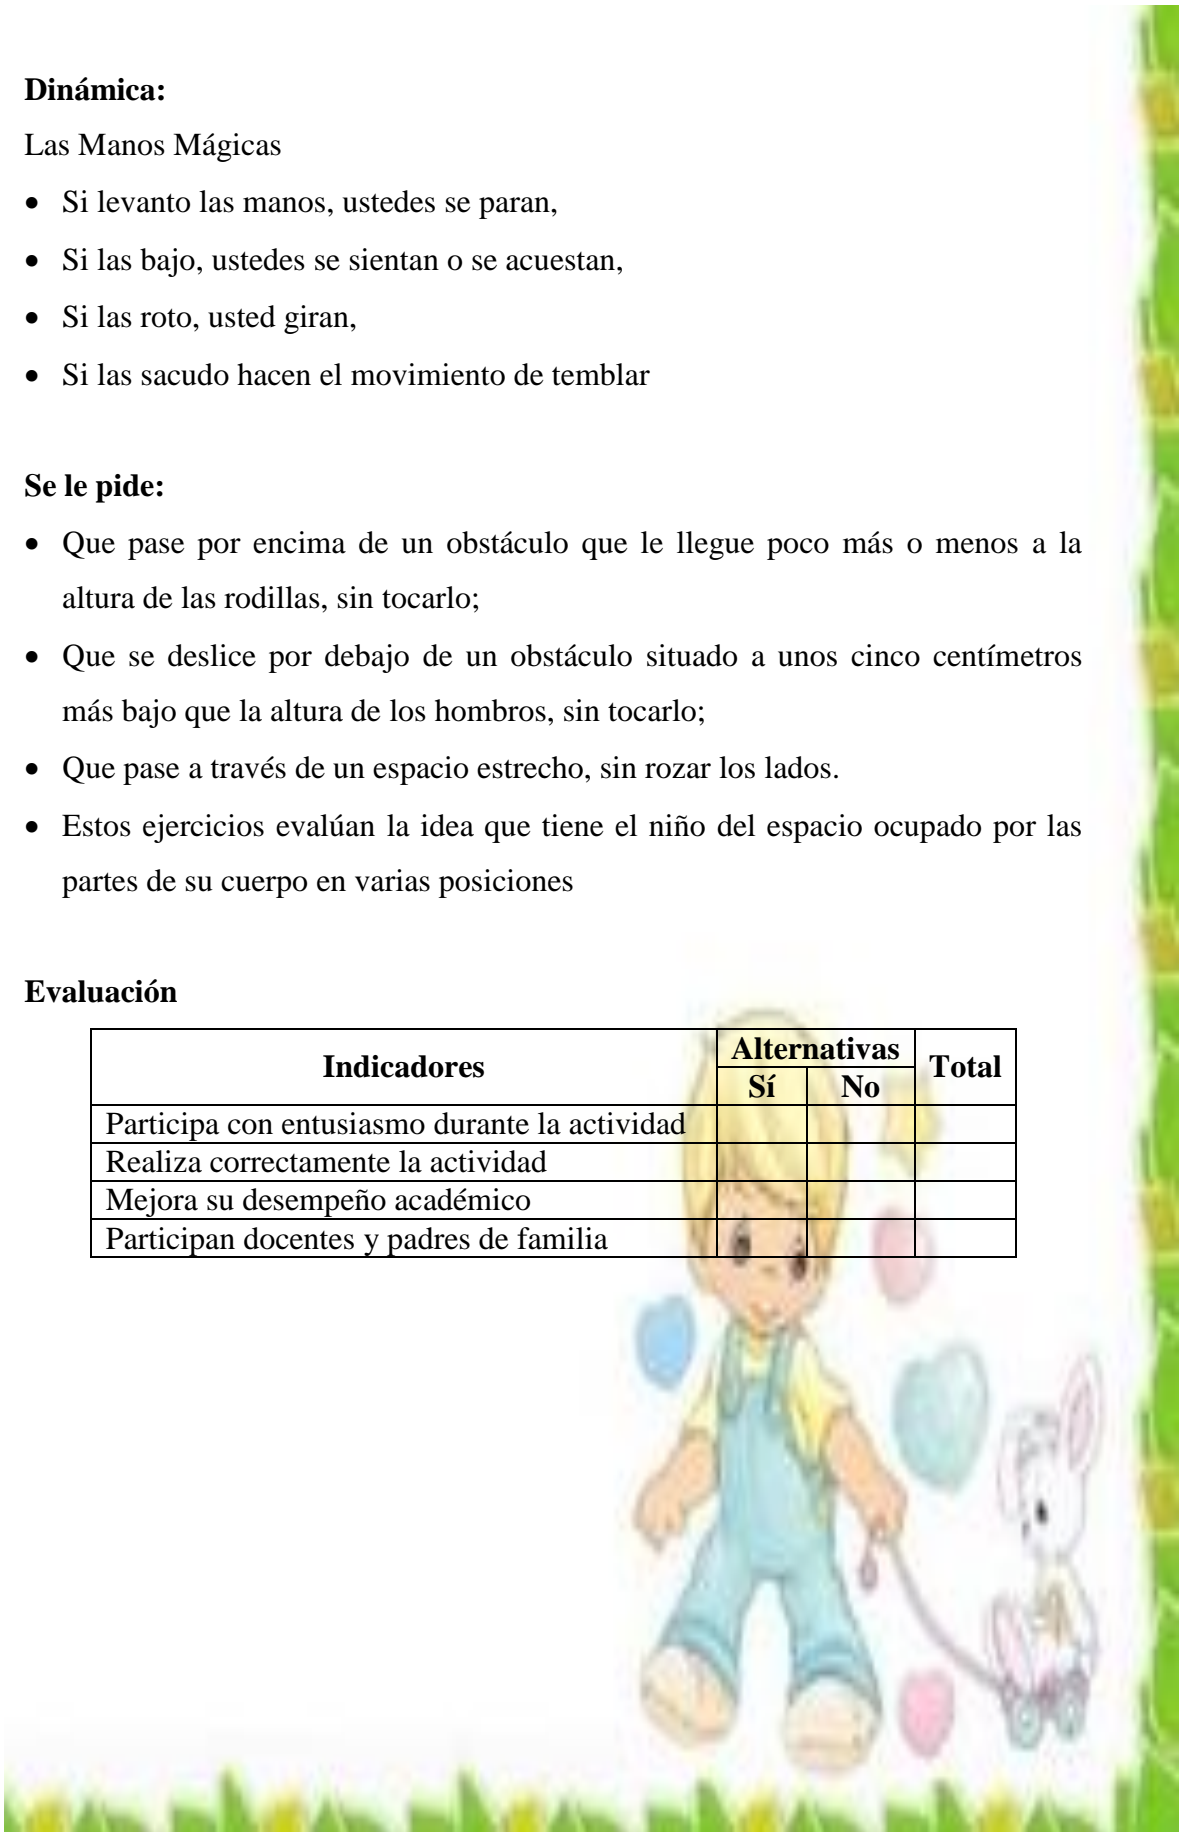 Dinámica:
Las Manos Mágicas
• Si levanto las manos, ustedes se paran,
• Si las bajo, ustedes se sientan o se acuestan,
• Si las roto, usted giran,
• Si las sacudo hacen el movimiento de temblar
Se le pide:
• Que pase por encima de un obstáculo que le llegue poco más o menos a la
altura de las rodillas, sin tocarlo;
• Que se deslice por debajo de un obstáculo situado a unos cinco centímetros
más bajo que la altura de los hombros, sin tocarlo;
• Que pase a través de un espacio estrecho, sin rozar los lados.
• Estos ejercicios evalúan la idea que tiene el niño del espacio ocupado por las
partes de su cuerpo en varias posiciones
Evaluación
Indicadores Alternativas Total
Sí No
Participa con entusiasmo durante la actividad
Realiza correctamente la actividad
Mejora su desempeño académico
Participan docentes y padres de familia